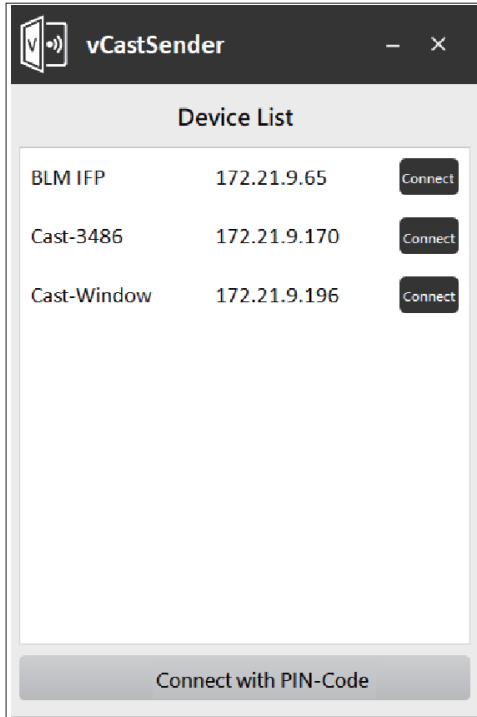 V vCastSender
Device List
BLM IFP 172.21.9.65 Connect
Cast-3486 172.21.9.170 Connect
Cast-Window 172.21.9.196 Connect
Connect with PIN-Code